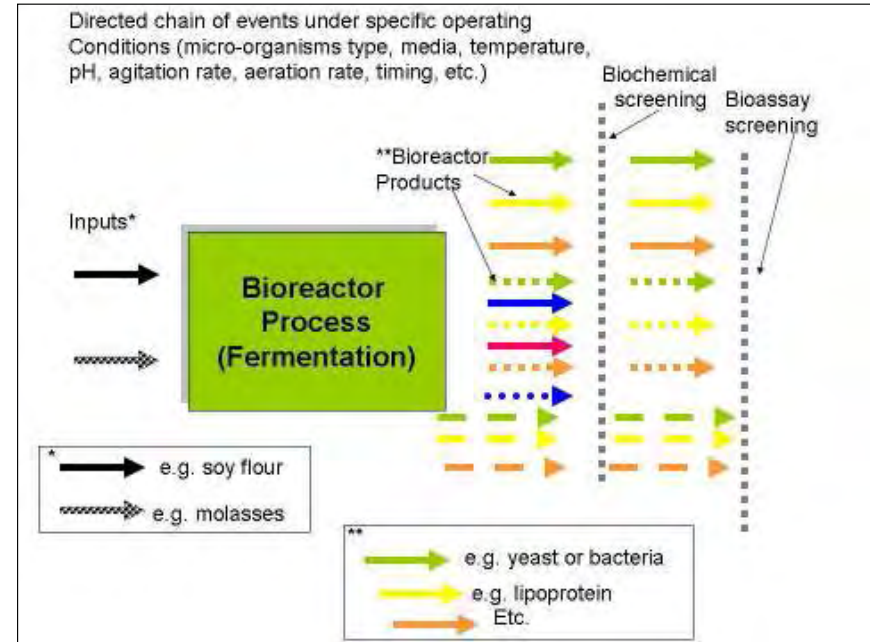 Directed chain of events under specific operating
Conditions (micro-organisms type, media, temperature,
pH, agitation rate, aeration rate, timing, etc.)
Biochemical
screening
Bioassay
screening
**Bioreactor
Products
Inputs*
Bioreactor
Process
(Fermentation)
*
e.g. soy flour
e.g. molasses
**
e.g. yeast or bacteria
e.g. lipoprotein
Etc.